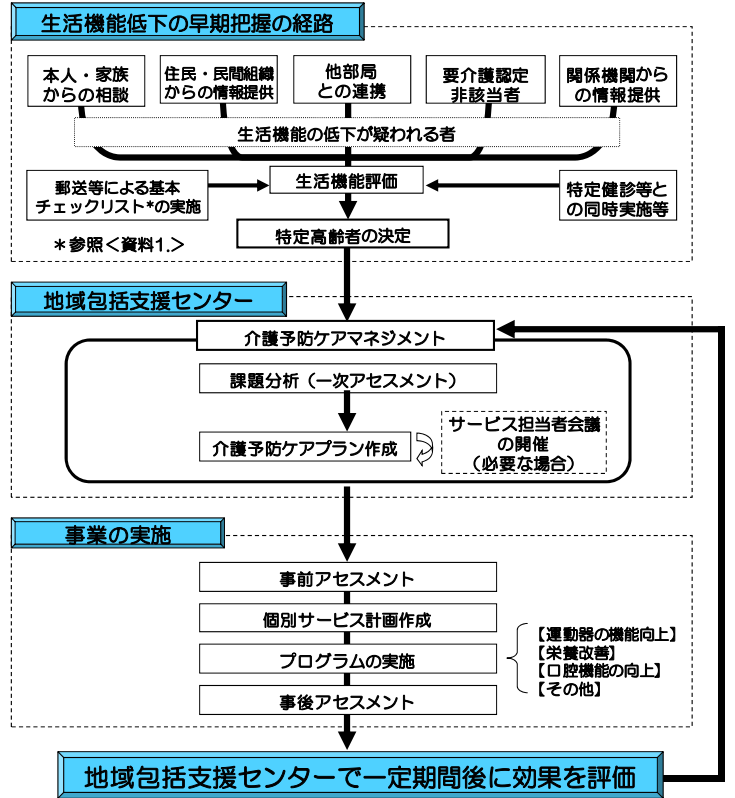 生活機能低下の早期把握の経路
本人・家族
からの相談
住民・民間組織
からの情報提供
他部局
との連携
要介護認定
非該当者
関係機関から
の情報提供
生活機能の低下が疑われる者
郵送等による基本
チェックリスト*の実施
生活機能評価
特定健診等と
の同時実施等
*参照<資料1.>
特定高齢者の決定
地域包括支援センター
介護予防ケアマネジメント
課題分析(一次アセスメント)
介護予防ケアプラン作成
サービス担当者会議
の開催
(必要な場合)
事業の実施
事前アセスメント
個別サービス計画作成
プログラムの実施
事後アセスメント
【運動器の機能向上】
【栄養改善】
【口腔機能の向上】
【その他】
地域包括支援センターで一定期間後に効果を評価